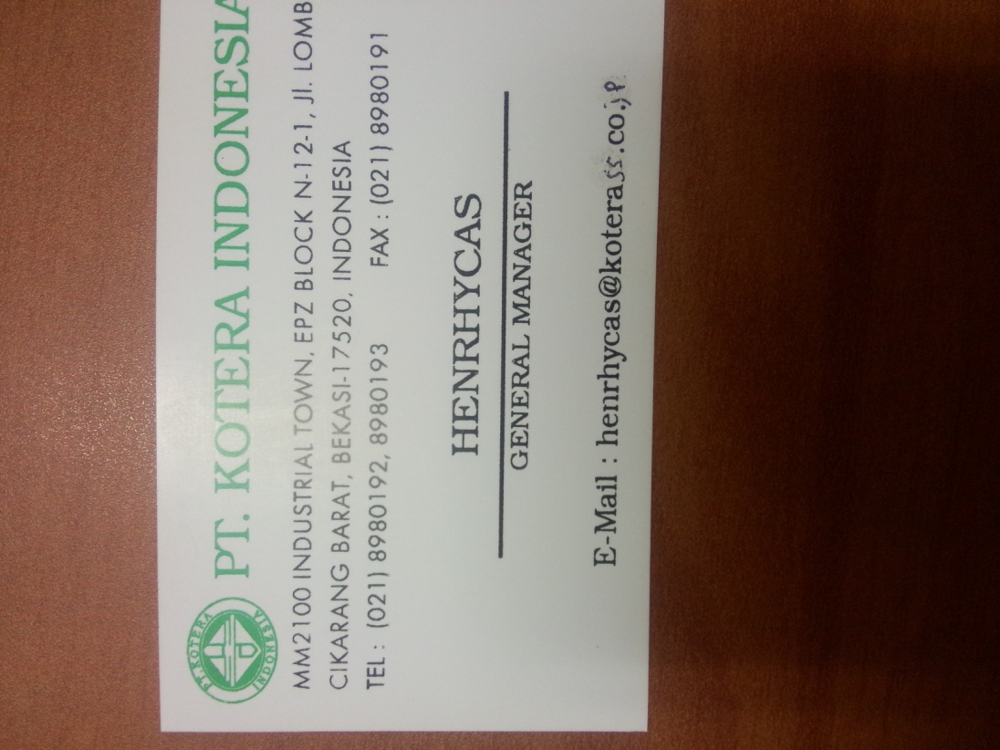 PT. KOTERA INDONESIA
PT. KOTERA INDONESIA
MM2100 INDUSTRIAL TOWN, EPZ BLOCK N-12-1, Jl. LOMB
CIKARANG BARAT, BEKASI-17520, INDONESIA
TEL : (021) 8980192, 8980193 FAX : (021) 8980191
HENRHYCAS
GENERAL MANAGER
E-Mail : henrhycas@koterass.co.jp